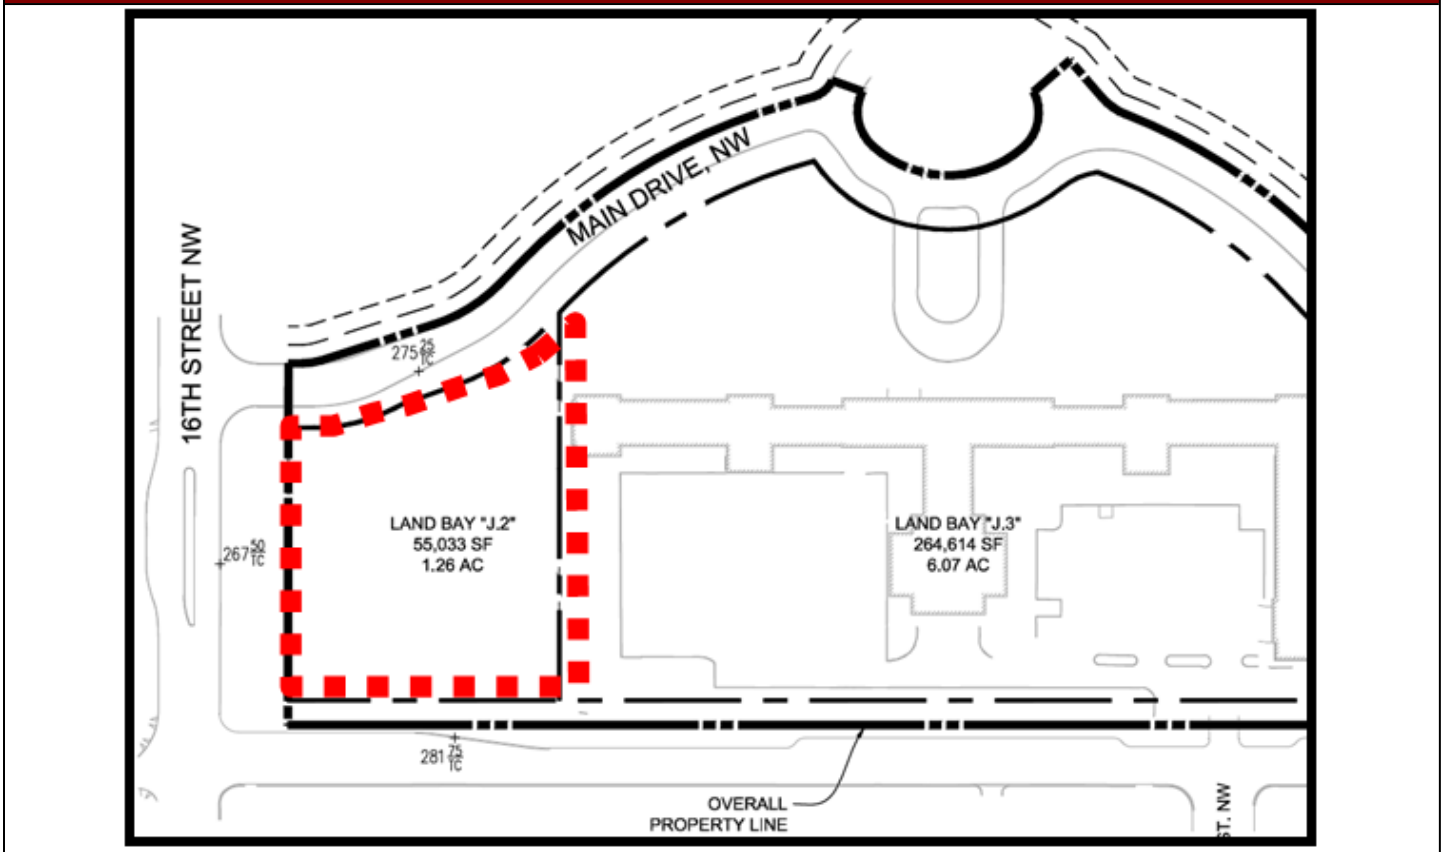 MAIN DRIVE, NW
16TH STREET NW
275 25
TC
LAND BAY "J.2"
55,033 SF
1.26 AC
LAND BAY "J.3"
264,614 SF
6.07 AC
267 50
TC
281 75
TC
OVERALL
PROPERTY LINE
ST. NW